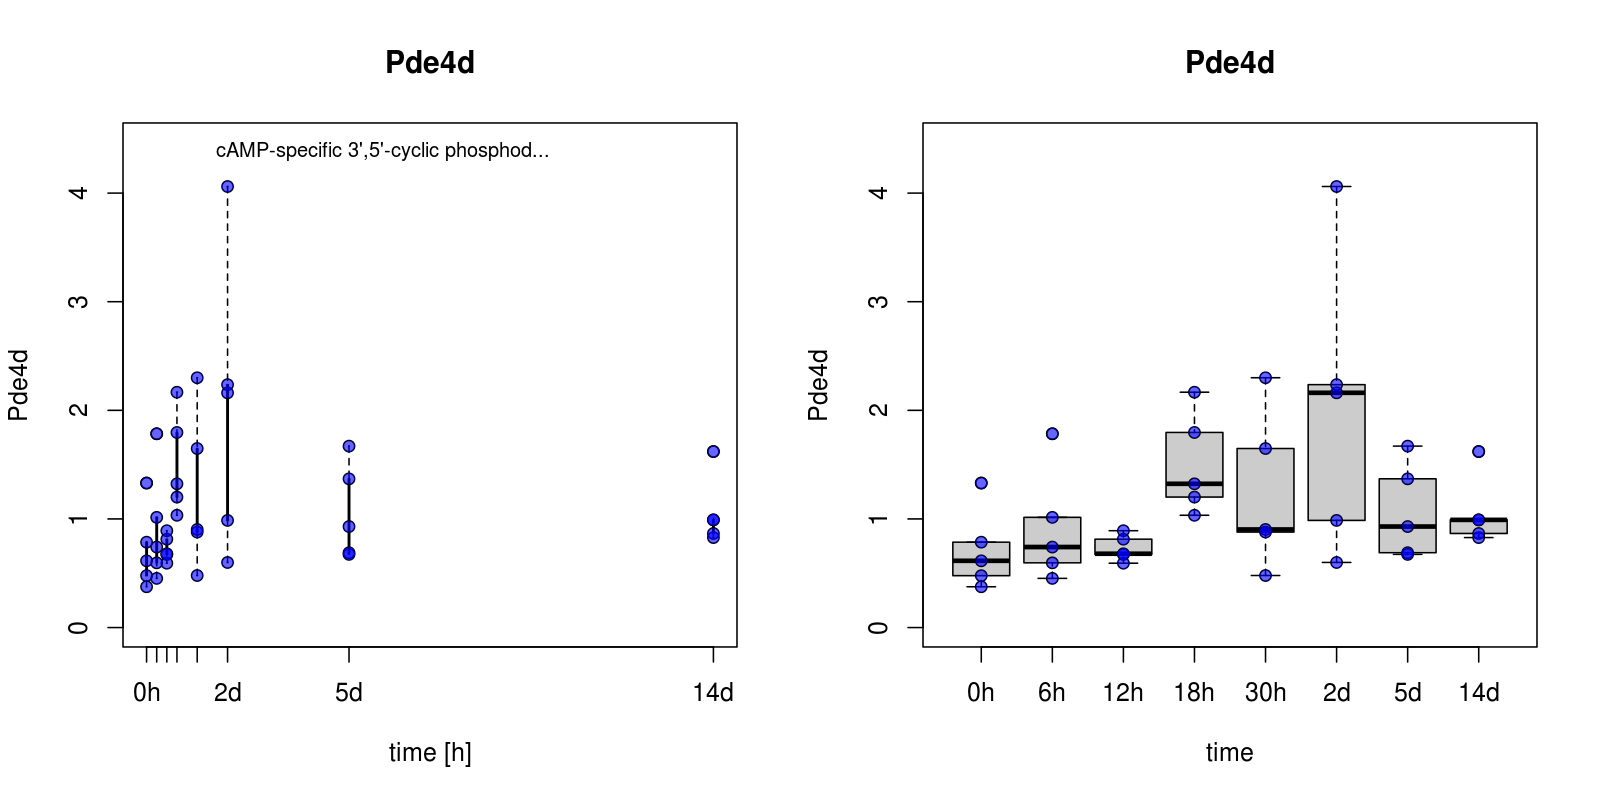 Pde4d
cAMP-specific 3',5'-cyclic phosphod...
Pde4d
4
3
2
1
0
0h 2d 5d 14d
time [h]
Pde4d
Pde4d
4
3
2
1
0
0h 6h 12h 18h 30h 2d 5d 14d
time